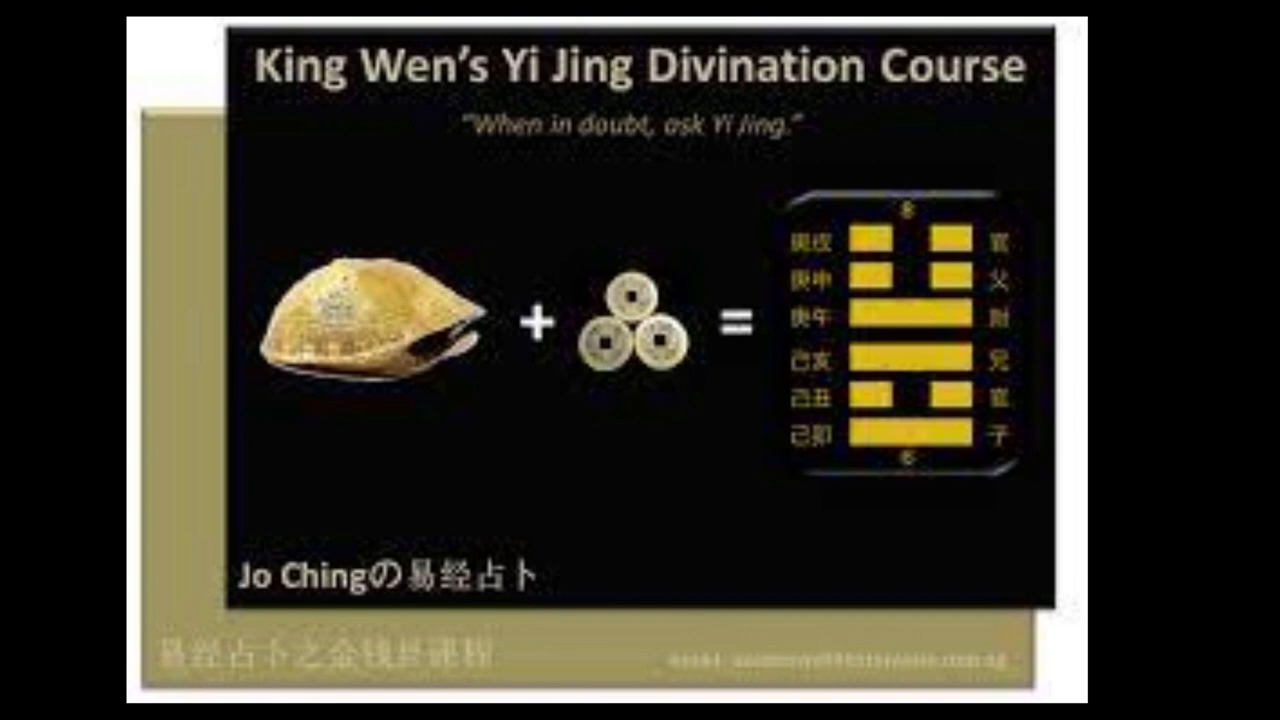 King Wen's Yi Jing Divination Course
"When in doubt, ask Yi Jing."
庚戌 官
庚申 父
庚午 財
己亥 兄
己丑 官
己卯 子
Jo Chingの易经占卜
易经占卜之金钱卦课程